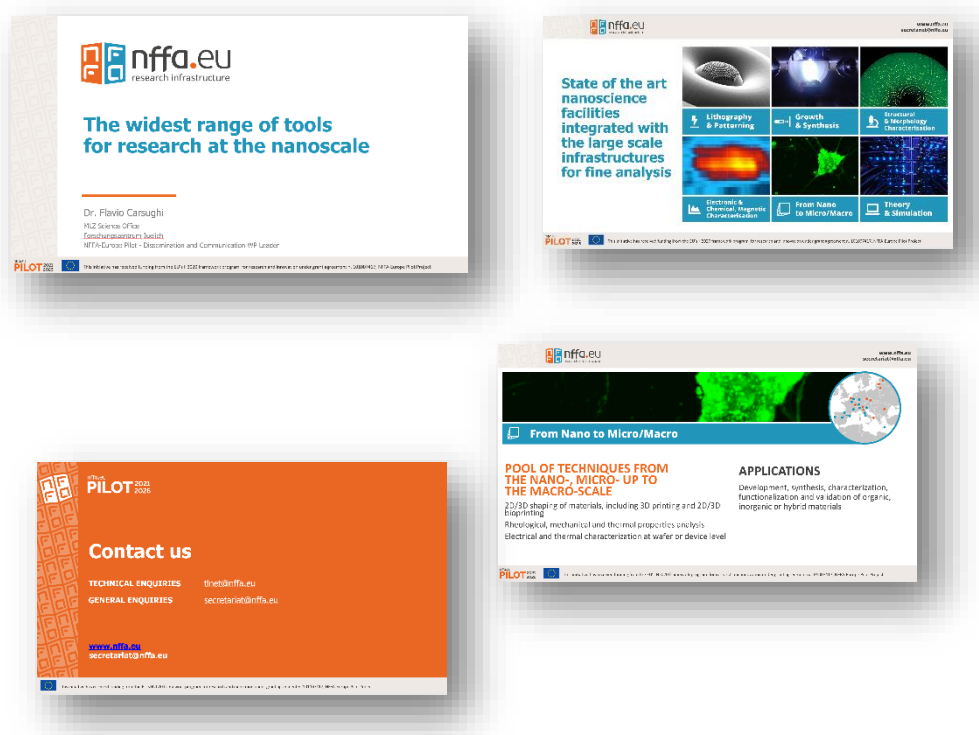 nffa.eu
research infrastructure
The widest range of tools
for research at the nanoscale
Dr. Flavio Carsughi
MLZ Science Office
Forschungszentrum Juelich
NFFA-Europe Pilot - Dissemination and Communication WP Leader
PILOT 2021 2026
nffa.eu
www.nffa.eu
secretariat@nffa.eu
State of the art
nanoscience
facilities
integrated with
the large scale
infrastructures
for fine analysis
Lithography
& Patterning
Growth
& Synthesis
Structural
& Morphology
Characterisation
Electronic &
Chemical, Magnetic
Characterisation
From Nano
to Micro/Macro
Theory
& Simulation
PILOT
nffa.eu
www.nffa.eu
secretariat@nffa.eu
From Nano to Micro/Macro
POOL OF TECHNIQUES FROM
THE NANO-, MICRO- UP TO
THE MACRO-SCALE
2D/3D shaping of materials, including 3D printing and 2D/3D
bioprinting
Rheological, mechanical and thermal properties analysis
Electrical and thermal characterization at wafer or device level
APPLICATIONS
Development, synthesis, characterization,
functionalization and validation of organic,
inorganic or hybrid materials
PILOT
PILOT 2021 2026
Contact us
TECHNICAL ENQUIRIES tlnet@nffa.eu
GENERAL ENQUIRIES secretariat@nffa.eu
www.nffa.eu
secretariat@nffa.eu